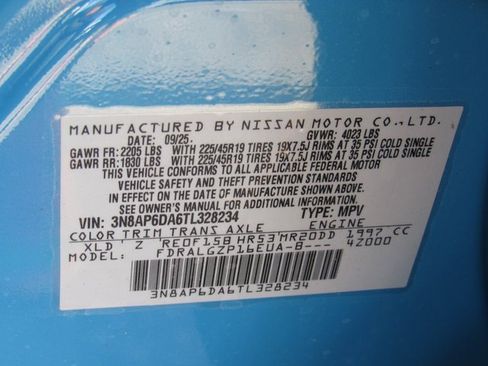 MANUFACTURED BY NISSAN MOTOR CO.,LTD.
DATE 09/25. GVWR: 4023 LBS
GAWR FR: 2205 LBS WITH 225/45R19 TIRES 19X7.5J RIMS AT 35 PSI COLD SINGLE
GAWR RR: 1830 LBS WITH 225/45R19 TIRES 19X7.5J RIMS AT 35 PSI COLD SINGLE
THIS VEHICLE CONFORMS TO ALL APPLICABLE FEDERAL MOTOR
VEHICLE SAFETY AND THEFT PREVENTION STANDARDS
IN EFFECT ON THE DATE OF MANUFACTURE SHOWN ABOVE.
SEE OWNER'S MANUAL FOR ADDITIONAL INFORMATION.
VIN: 3N8AP6DA6TL328234 TYPE: MPV
COLOR TRIM TRANS AXLE ENGINE
XLD' Z RE0F15B HR53 MR20DD 1997 CC
MODEL: FDRALGZP16EUA-B--- 4Z000
3N8AP6DA6TL328234